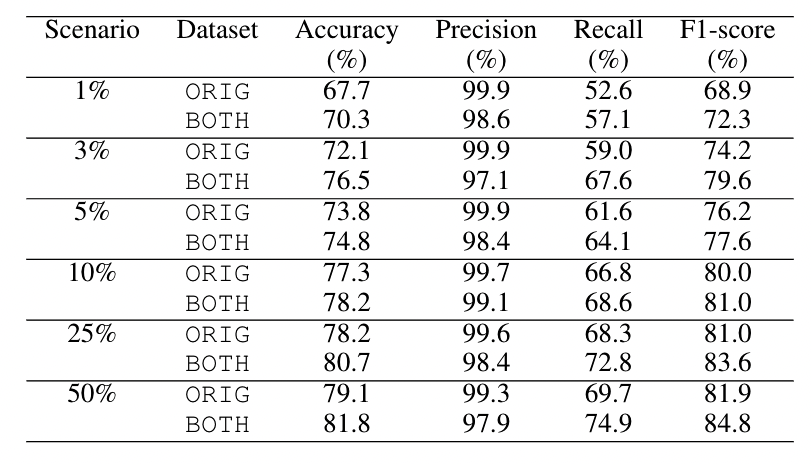 Scenario Dataset Accuracy Precision Recall F1-score
(%) (%) (%) (%)
1% ORIG 67.7 99.9 52.6 68.9
BOTH 70.3 98.6 57.1 72.3
3% ORIG 72.1 99.9 59.0 74.2
BOTH 76.5 97.1 67.6 79.6
5% ORIG 73.8 99.9 61.6 76.2
BOTH 74.8 98.4 64.1 77.6
10% ORIG 77.3 99.7 66.8 80.0
BOTH 78.2 99.1 68.6 81.0
25% ORIG 78.2 99.6 68.3 81.0
BOTH 80.7 98.4 72.8 83.6
50% ORIG 79.1 99.3 69.7 81.9
BOTH 81.8 97.9 74.9 84.8